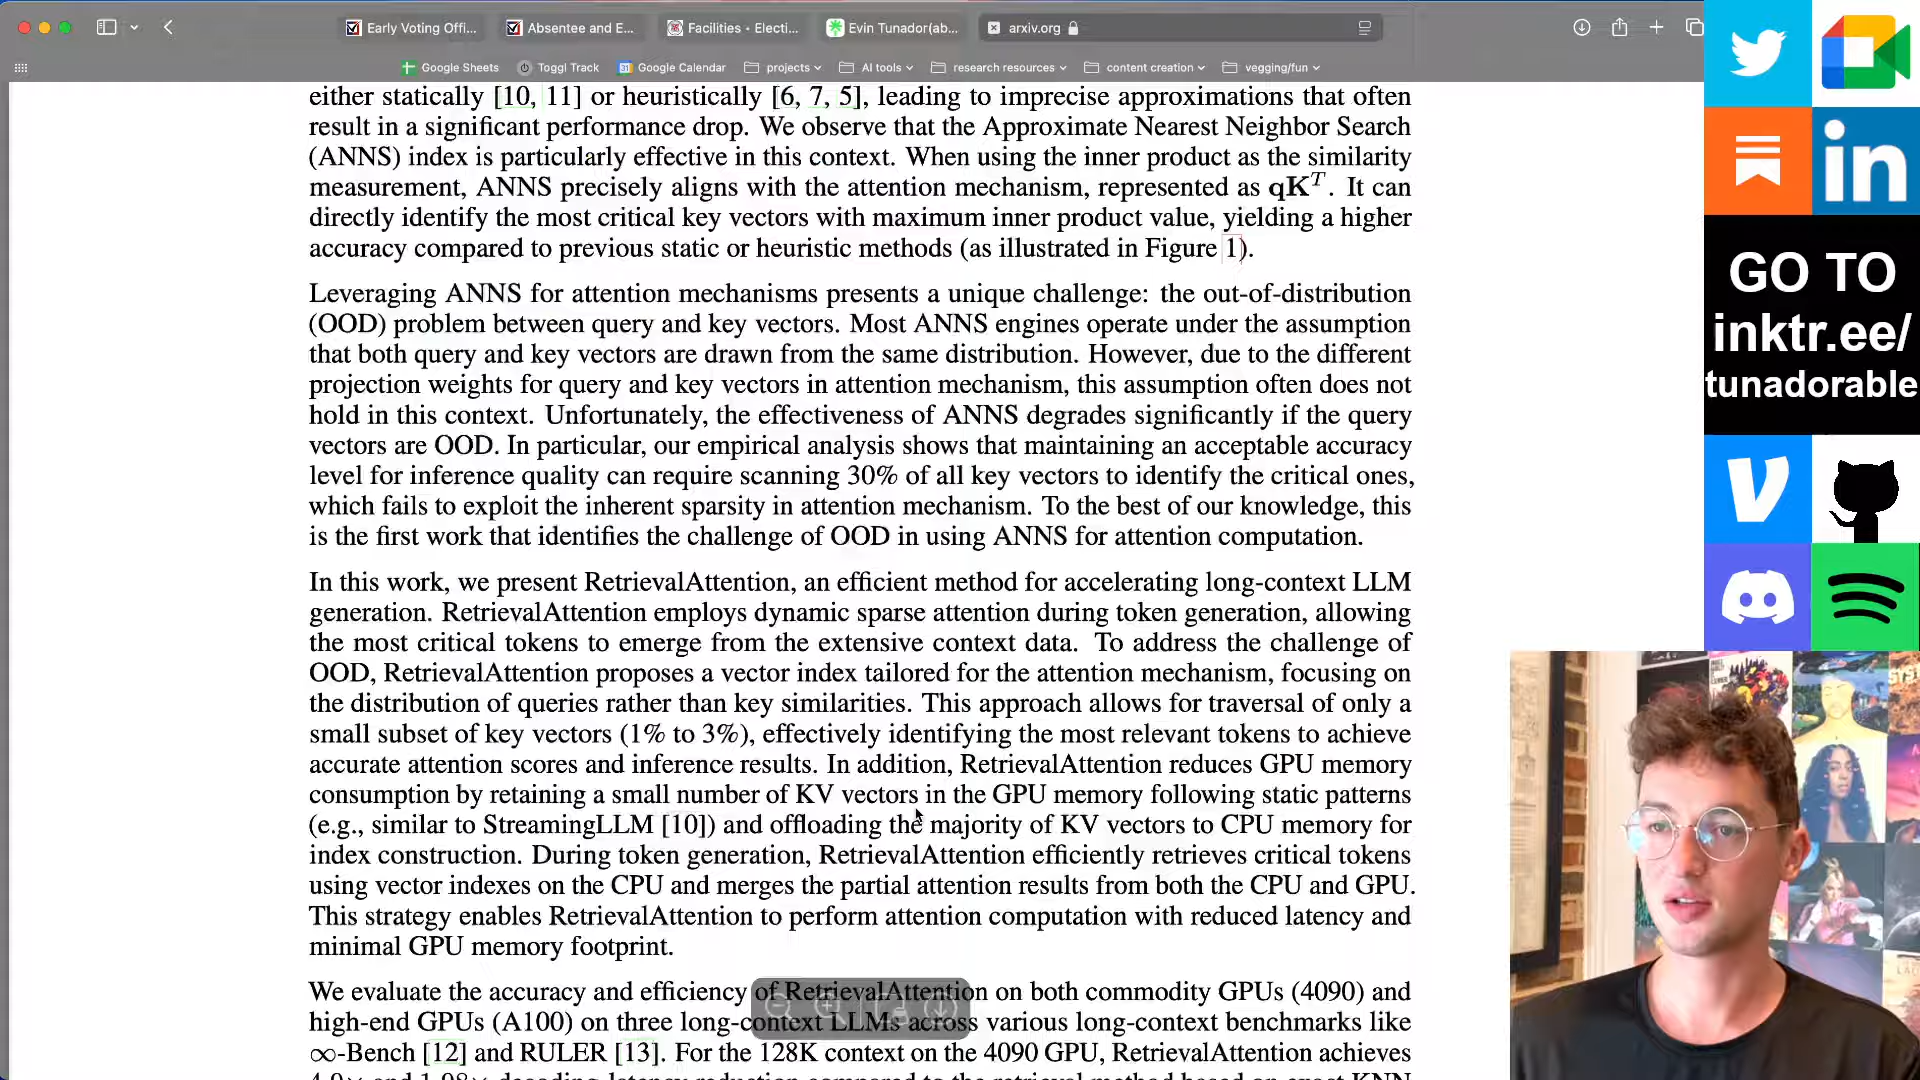 Early Voting Offi...
Absentee and E...
Facilities • Electi...
Evin Tunador(ab...
arxiv.org
Google Sheets
Toggl Track
31
Google Calendar
projects
AI tools
research resources
content creation
vegging/fun
either statically [10, 11] or heuristically [6, 7, 5], leading to imprecise approximations that often
result in a significant performance drop. We observe that the Approximate Nearest Neighbor Search
(ANNS) index is particularly effective in this context. When using the inner product as the similarity
measurement, ANNS precisely aligns with the attention mechanism, represented as qKᵀ. It can
directly identify the most critical key vectors with maximum inner product value, yielding a higher
accuracy compared to previous static or heuristic methods (as illustrated in Figure 1).
Leveraging ANNS for attention mechanisms presents a unique challenge: the out-of-distribution
(OOD) problem between query and key vectors. Most ANNS engines operate under the assumption
that both query and key vectors are drawn from the same distribution. However, due to the different
projection weights for query and key vectors in attention mechanism, this assumption often does not
hold in this context. Unfortunately, the effectiveness of ANNS degrades significantly if the query
vectors are OOD. In particular, our empirical analysis shows that maintaining an acceptable accuracy
level for inference quality can require scanning 30% of all key vectors to identify the critical ones,
which fails to exploit the inherent sparsity in attention mechanism. To the best of our knowledge, this
is the first work that identifies the challenge of OOD in using ANNS for attention computation.
In this work, we present RetrievalAttention, an efficient method for accelerating long-context LLM
generation. RetrievalAttention employs dynamic sparse attention during token generation, allowing
the most critical tokens to emerge from the extensive context data. To address the challenge of
OOD, RetrievalAttention proposes a vector index tailored for the attention mechanism, focusing on
the distribution of queries rather than key similarities. This approach allows for traversal of only a
small subset of key vectors (1% to 3%), effectively identifying the most relevant tokens to achieve
accurate attention scores and inference results. In addition, RetrievalAttention reduces GPU memory
consumption by retaining a small number of KV vectors in the GPU memory following static patterns
(e.g., similar to StreamingLLM [10]) and offloading the majority of KV vectors to CPU memory for
index construction. During token generation, RetrievalAttention efficiently retrieves critical tokens
using vector indexes on the CPU and merges the partial attention results from both the CPU and GPU.
This strategy enables RetrievalAttention to perform attention computation with reduced latency and
minimal GPU memory footprint.
We evaluate the accuracy and efficiency of RetrievalAttention on both commodity GPUs (4090) and
high-end GPUs (A100) on three long-context LLMs across various long-context benchmarks like
∞-Bench [12] and RULER [13]. For the 128K context on the 4090 GPU, RetrievalAttention achieves
4.9× and 1.98× decoding latency reduction compared to the retrieval method based on exact KNN
in
GO TO
inktr.ee/
tunadorable